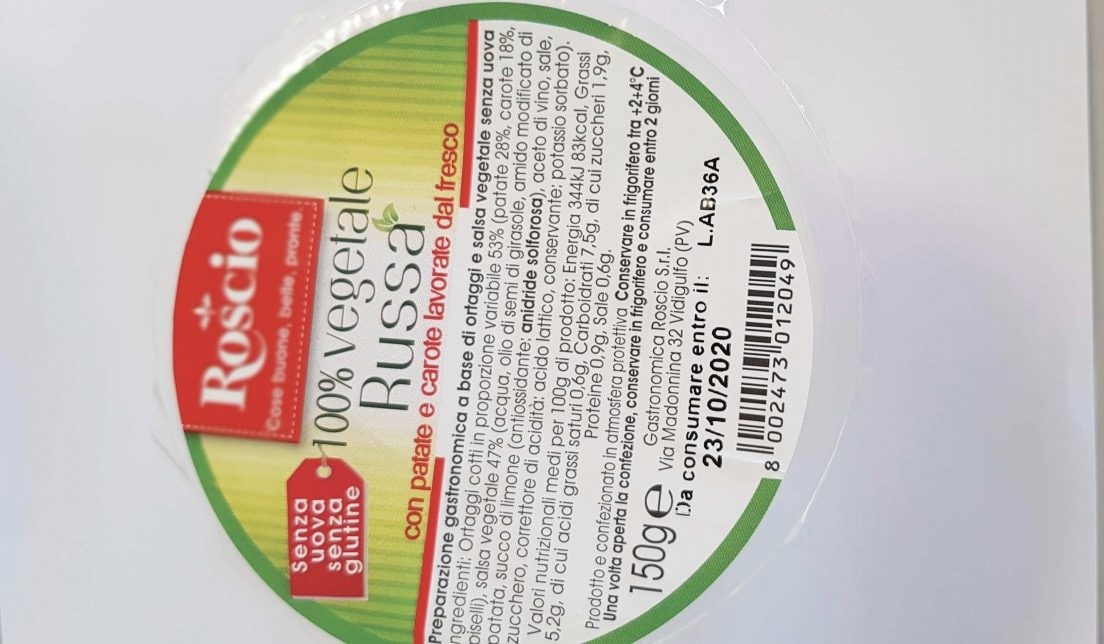 Roscio
Cose buone, belle, pronte.
Senza
uova
senza
glutine
100% vegetale
Russa
con patate e carote lavorate dal fresco
Preparazione gastronomica a base di ortaggi e salsa vegetale senza uova
ngredienti: Ortaggi cotti in proporzione variabile 53% (patate 28%, carote 18%,
piselli), salsa vegetale 47% (acqua, olio di semi di girasole, amido modificato di
patata, succo di limone (antiossidante: anidride solforosa), aceto di vino, sale,
zucchero, correttore di acidità: acido lattico, conservante: potassio sorbato).
Valori nutrizionali medi per 100g di prodotto: Energia 344kJ 83kcal, Grassi
5,2g, di cui acidi grassi saturi 0,6g, Carboidrati 7,5g, di cui zuccheri 1,9g,
Proteine 0,9g, Sale 0,6g.
Prodotto e confezionato in atmosfera protettiva Conservare in frigorifero tra +2+4°C
Una volta aperta la confezione, conservare in frigorifero e consumare entro 2 giorni
150g e
Gastronomica Roscio S.r.l.
Via Madonnina 32 Vidigulfo (PV)
Da consumare entro il: L.AB36A
23/10/2020
8 002473 012049